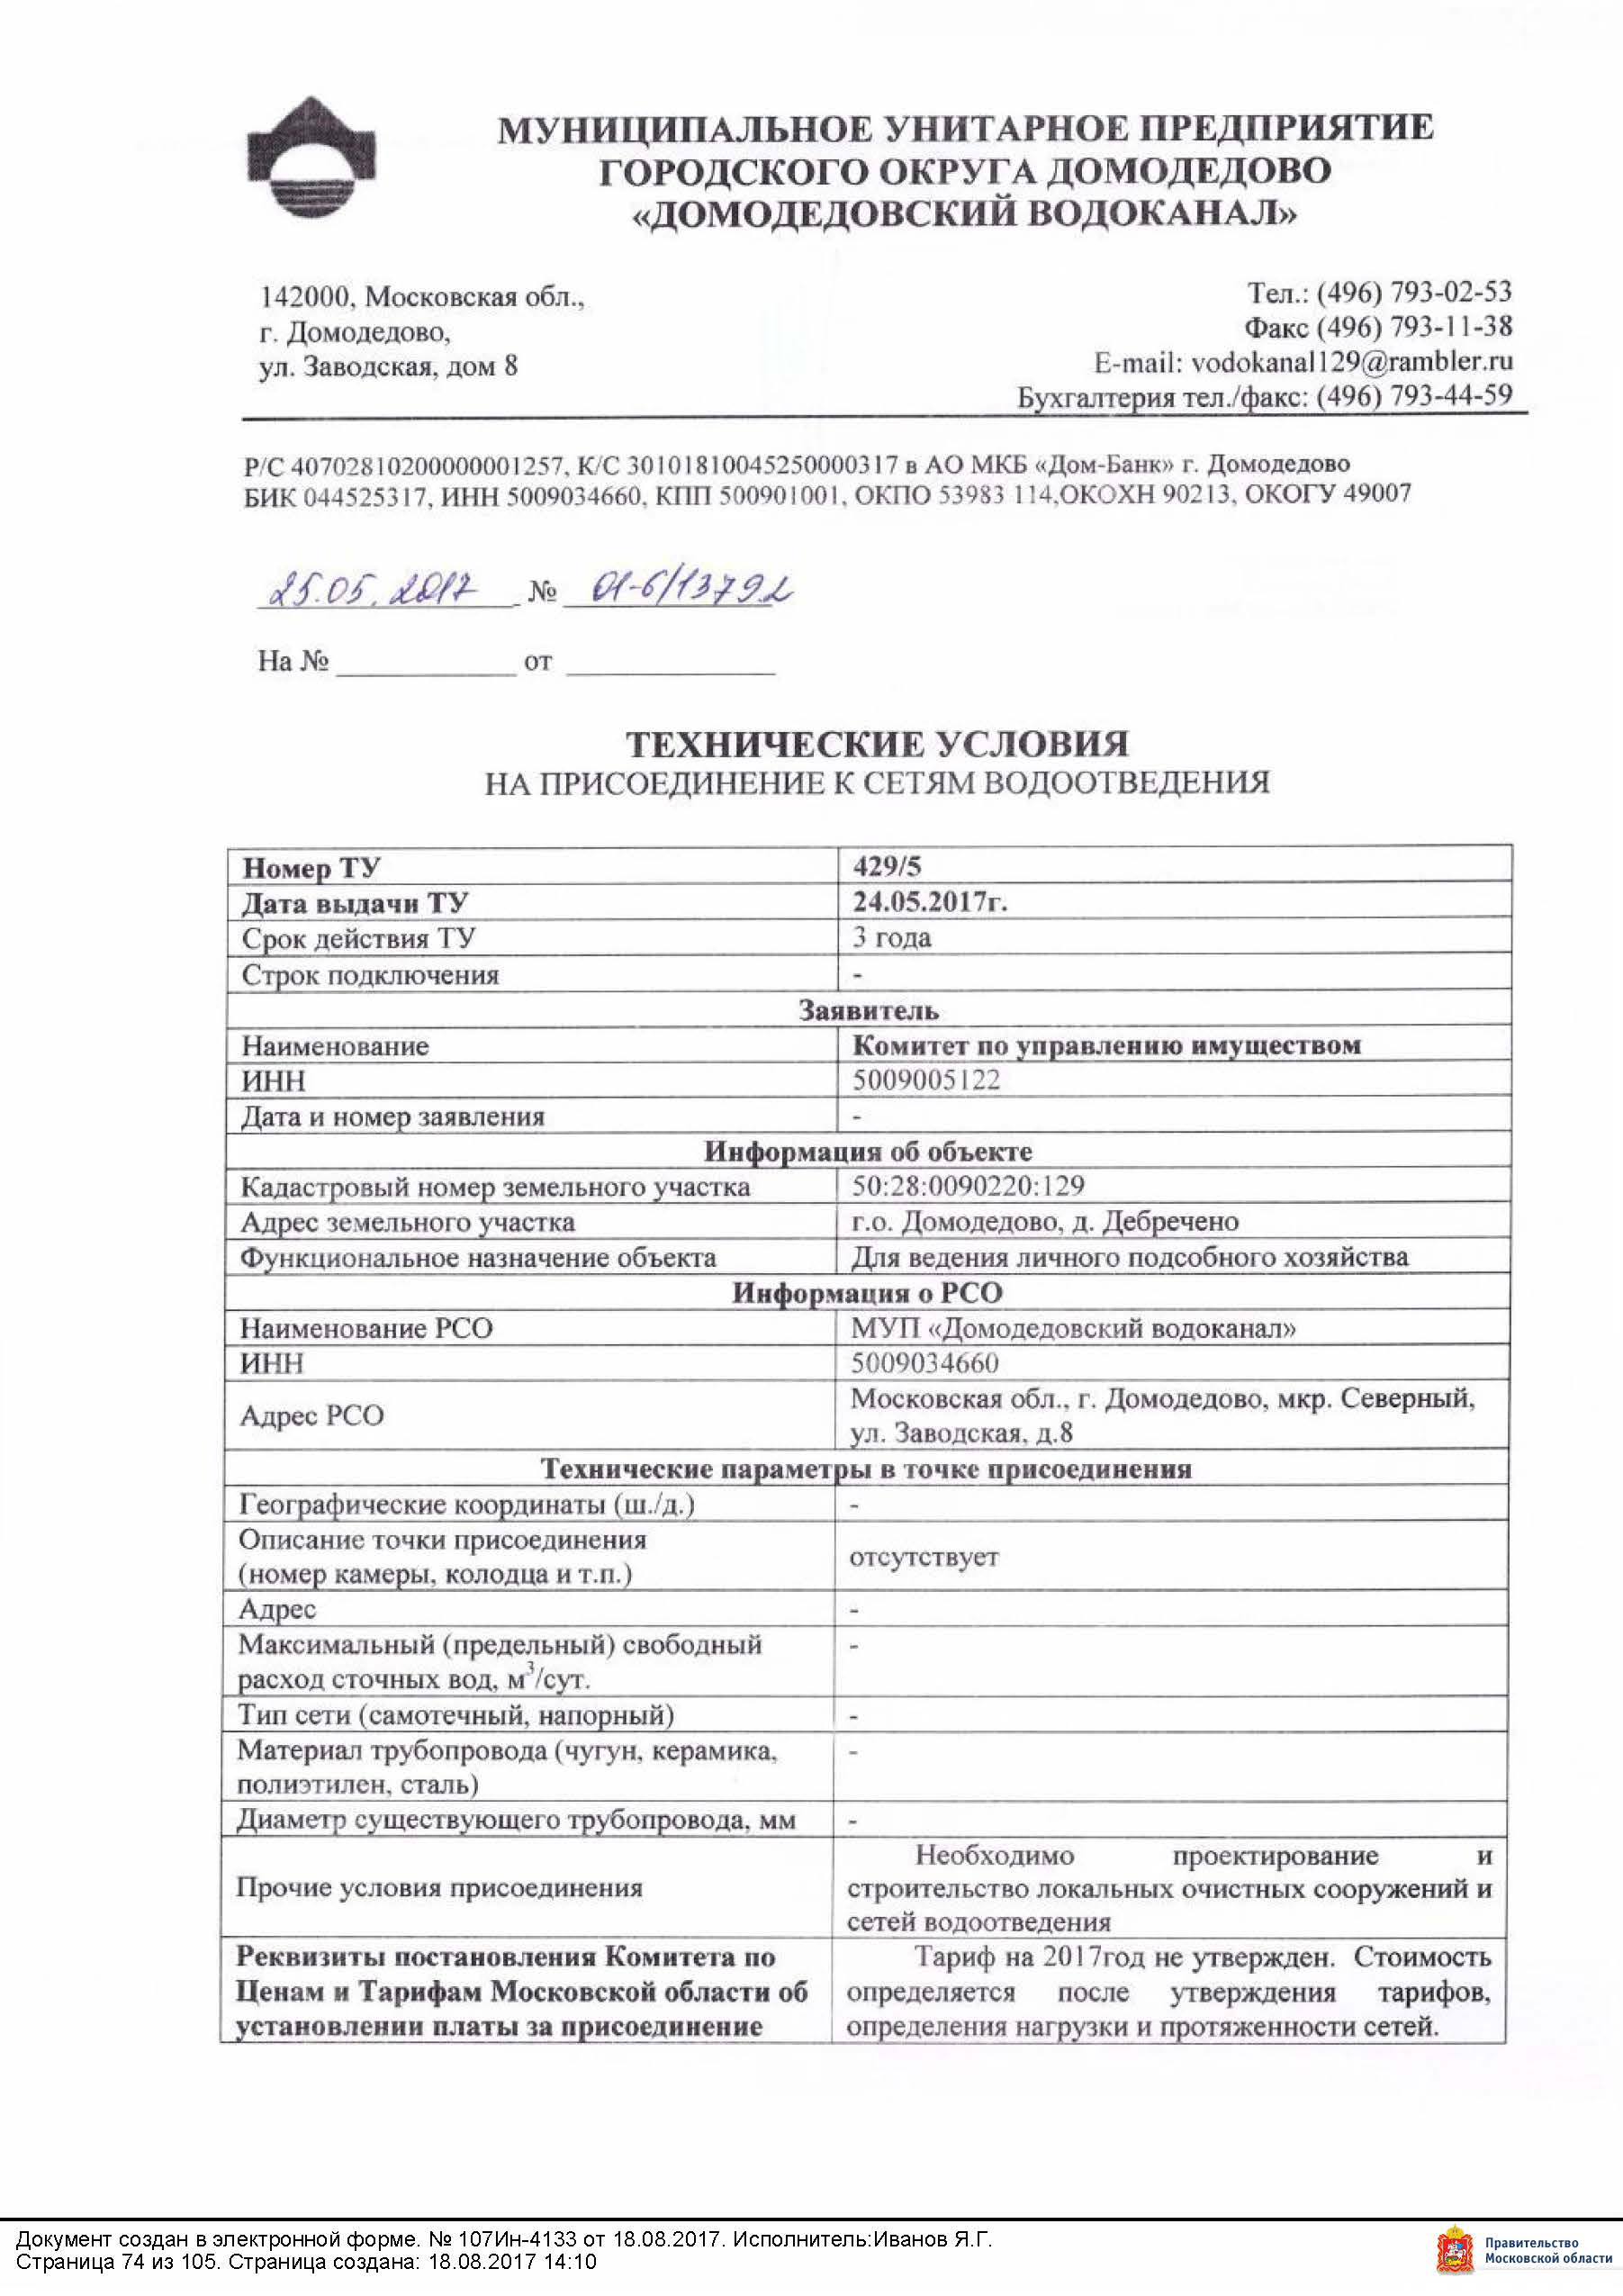 МУНИЦИПАЛЬНОЕ УНИТАРНОЕ ПРЕДПРИЯТИЕ
ГОРОДСКОГО ОКРУГА ДОМОДЕДОВО
«ДОМОДЕДОВСКИЙ ВОДОКАНАЛ»
142000, Московская обл.,
г. Домодедово,
ул. Заводская, дом 8
Тел.: (496) 793-02-53
Факс (496) 793-11-38
E-mail: vodokanal129@rambler.ru
Бухгалтерия тел./факс: (496) 793-44-59
Р/С 40702810200000001257, К/С 30101810045250000317 в АО МКБ «Дом-Банк» г. Домодедово
БИК 044525317, ИНН 5009034660, КПП 500901001, ОКПО 53983 114,ОКОХН 90213, ОКОГУ 49007
25.05.2017 № 01-6/13792
На № ____________ от ______________
ТЕХНИЧЕСКИЕ УСЛОВИЯ
НА ПРИСОЕДИНЕНИЕ К СЕТЯМ ВОДООТВЕДЕНИЯ
Номер ТУ 429/5
Дата выдачи ТУ 24.05.2017г.
Срок действия ТУ 3 года
Строк подключения -
Заявитель
Наименование Комитет по управлению имуществом
ИНН 5009005122
Дата и номер заявления -
Информация об объекте
Кадастровый номер земельного участка 50:28:0090220:129
Адрес земельного участка г.о. Домодедово, д. Дебречено
Функциональное назначение объекта Для ведения личного подсобного хозяйства
Информация о РСО
Наименование РСО МУП «Домодедовский водоканал»
ИНН 5009034660
Адрес РСО
Московская обл., г. Домодедово, мкр. Северный,
ул. Заводская, д.8
Технические параметры в точке присоединения
Географические координаты (ш./д.) -
Описание точки присоединения
(номер камеры, колодца и т.п.)
отсутствует
Адрес -
Максимальный (предельный) свободный -
расход сточных вод, м³/сут.
Тип сети (самотечный, напорный) -
Материал трубопровода (чугун, керамика, -
полиэтилен, сталь)
Диаметр существующего трубопровода, мм -
Прочие условия присоединения
Необходимо проектирование и
строительство локальных очистных сооружений и
сетей водоотведения
Реквизиты постановления Комитета по
Ценам и Тарифам Московской области об
установлении платы за присоединение
Тариф на 2017год не утвержден. Стоимость
определяется после утверждения тарифов,
определения нагрузки и протяженности сетей.
Документ создан в электронной форме. № 107Ин-4133 от 18.08.2017. Исполнитель:Иванов Я.Г.
Страница 74 из 105. Страница создана: 18.08.2017 14:10
Правительство
Московской области